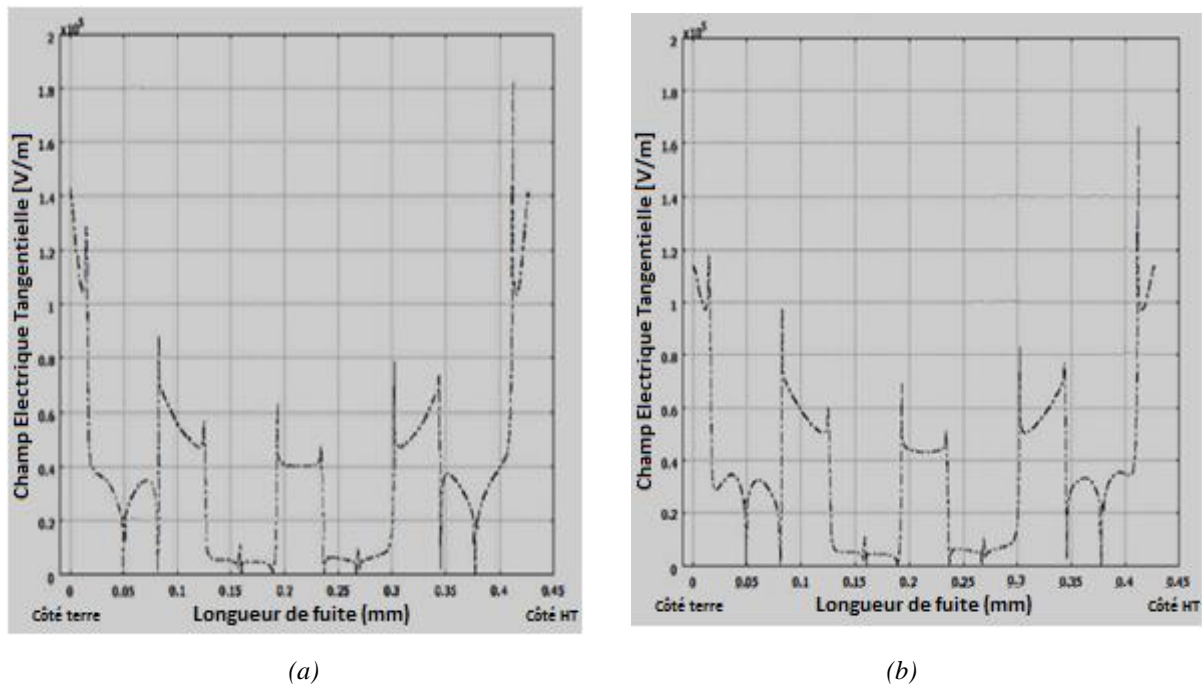 x10⁵
2
1.8
1.6
1.4
1.2
1
0.8
0.6
0.4
0.2
0
Champ Electrique Tangentielle [V/m]
0 0.05 0.1 0.15 0.2 0.25 0.3 0.35 0.4 0.45
Côté terre Longueur de fuite (mm) Côté HT
(a)
x10⁵
2
1.8
1.6
1.4
1.2
1
0.8
0.6
0.4
0.2
0
Champ Electrique Tangentielle [V/m]
0 0.05 0.1 0.15 0.2 0.25 0.3 0.35 0.4 0.45
Côté terre Longueur de fuite (mm) Côté HT
(b)